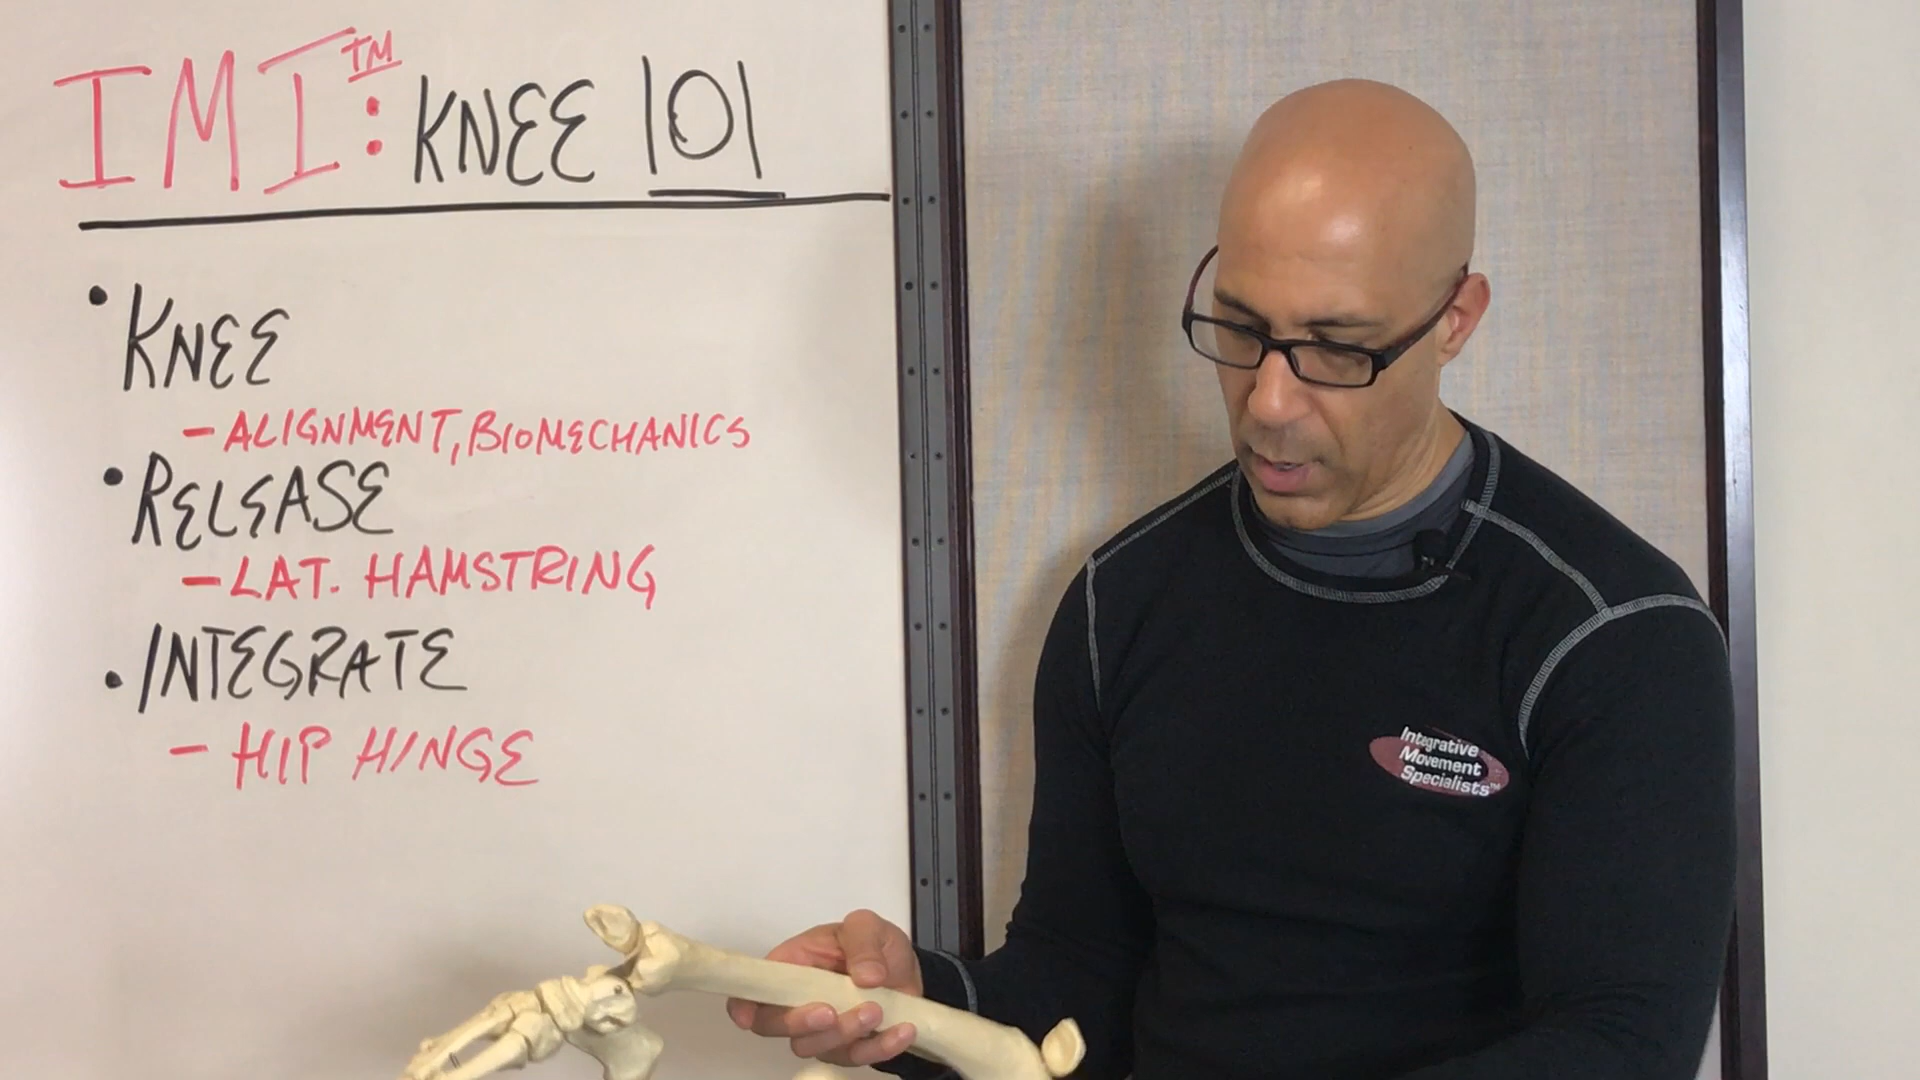 IMI™: KNEE 101
• KNEE
- ALIGNMENT, BIOMECHANICS
• RELEASE
- LAT. HAMSTRING
• INTEGRATE
- HIP HINGE
Integrative
Movement
Specialists™